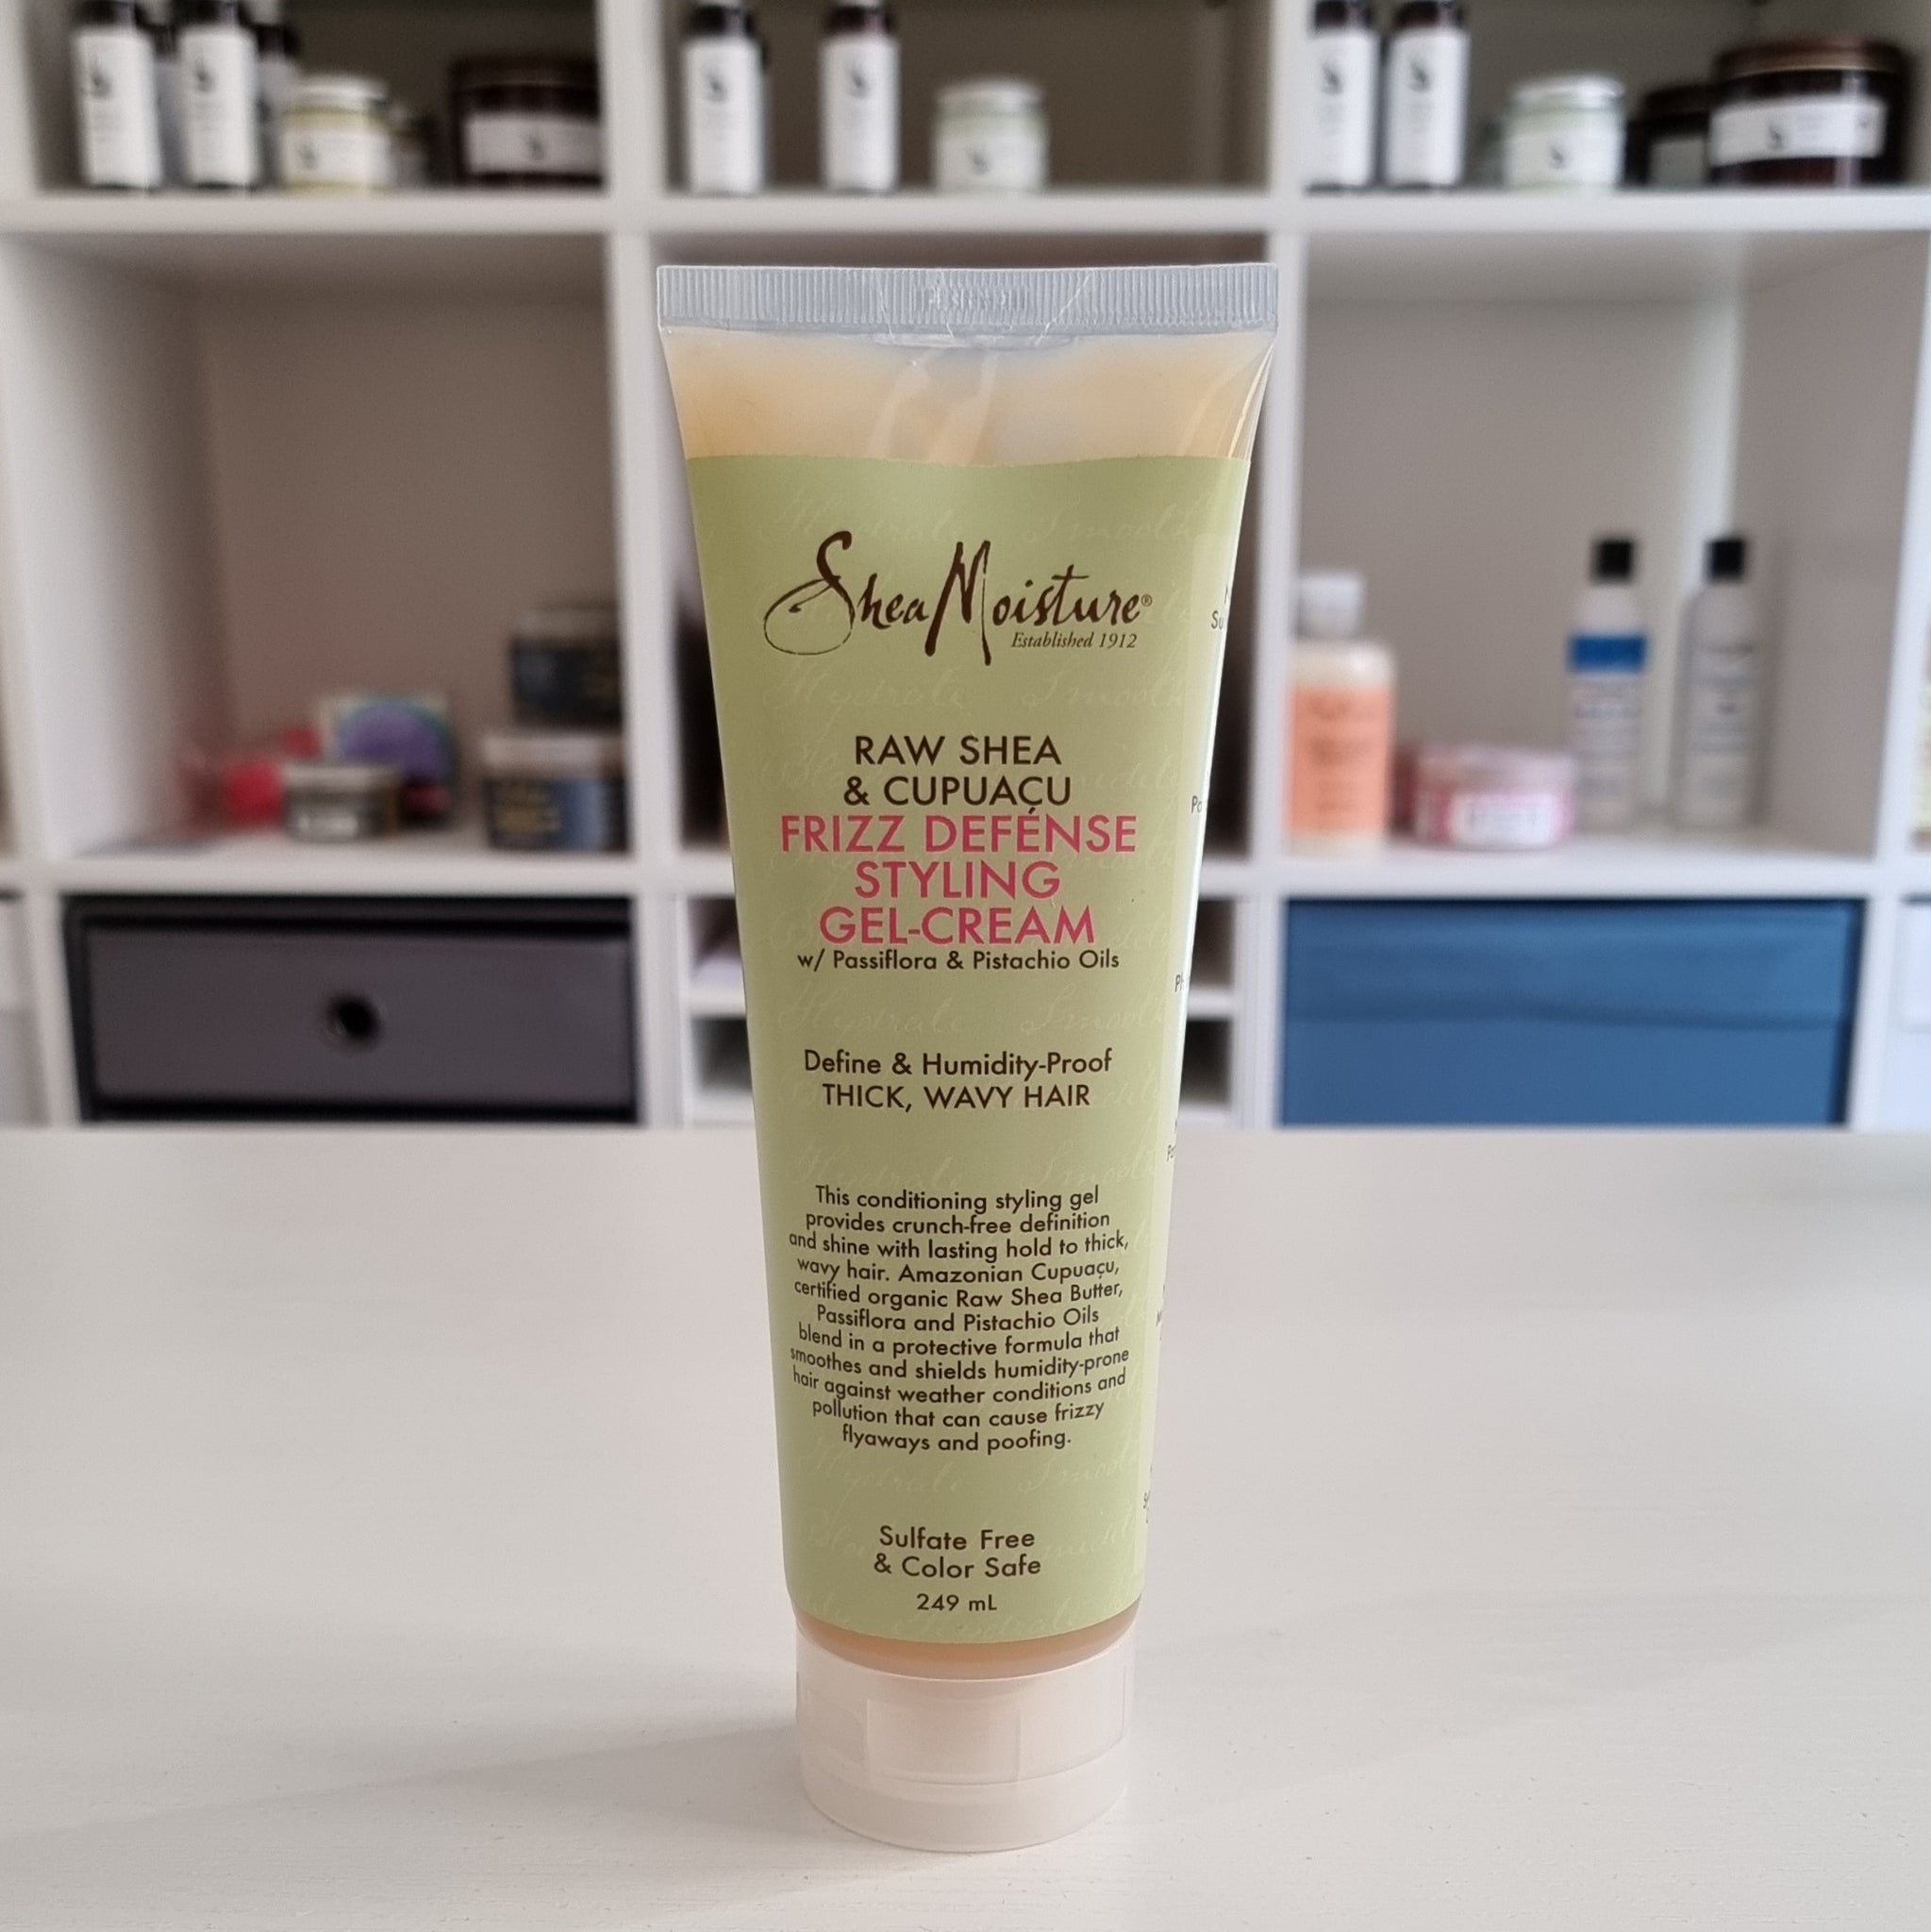 SheaMoisture®
Established 1912
RAW SHEA
& CUPUAÇU
FRIZZ DEFENSE
STYLING
GEL-CREAM
w/ Passiflora & Pistachio Oils
Define & Humidity-Proof
THICK, WAVY HAIR
This conditioning styling gel
provides crunch-free definition
and shine with lasting hold to thick,
wavy hair. Amazonian Cupuaçu,
certified organic Raw Shea Butter,
Passiflora and Pistachio Oils
blend in a protective formula that
smoothes and shields humidity-prone
hair against weather conditions and
pollution that can cause frizzy
flyaways and poofing.
Sulfate Free
& Color Safe
249 mL